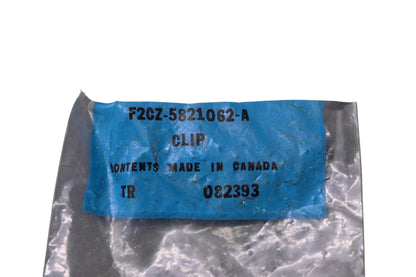 F2CZ-5821062-A
CLIP
CONTENTS MADE IN CANADA
TR 082393